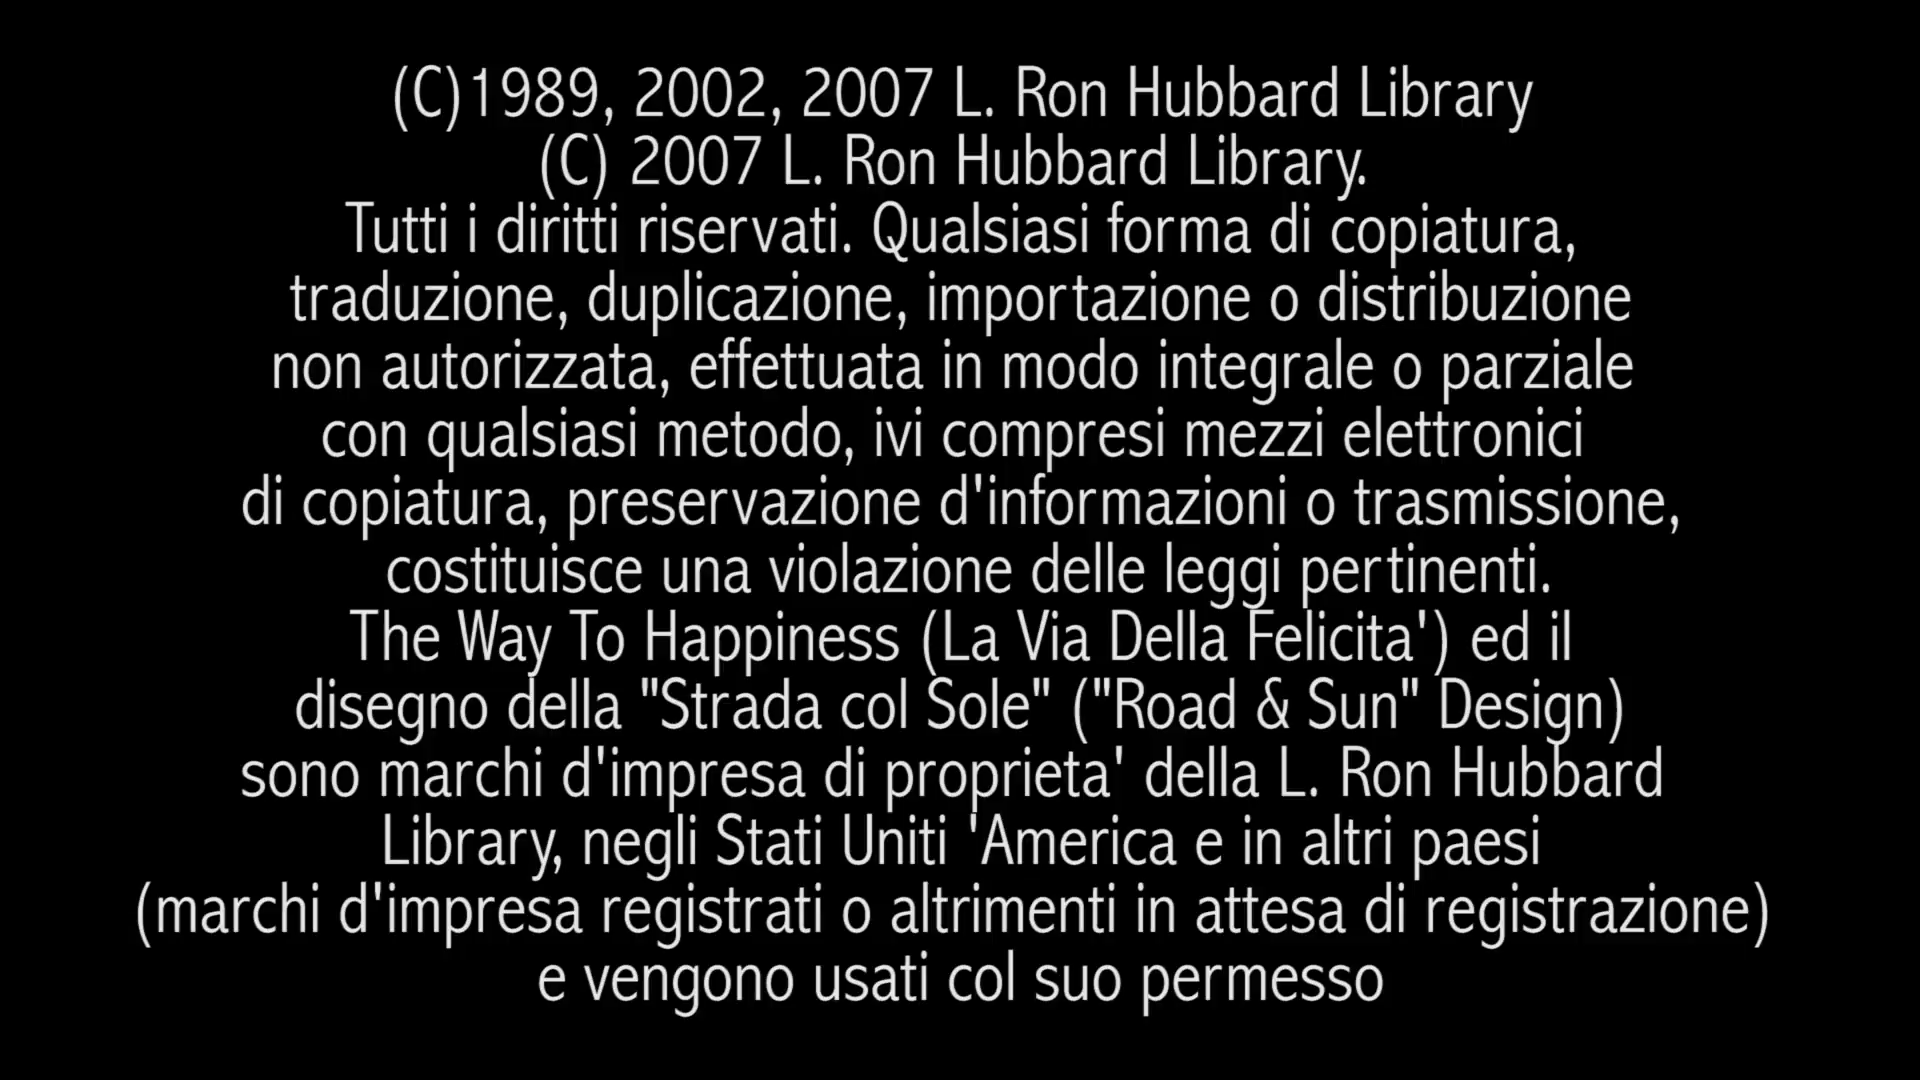 (C)1989, 2002, 2007 L. Ron Hubbard Library
(C) 2007 L. Ron Hubbard Library.
Tutti i diritti riservati. Qualsiasi forma di copiatura,
traduzione, duplicazione, importazione o distribuzione
non autorizzata, effettuata in modo integrale o parziale
con qualsiasi metodo, ivi compresi mezzi elettronici
di copiatura, preservazione d'informazioni o trasmissione,
costituisce una violazione delle leggi pertinenti.
The Way To Happiness (La Via Della Felicita') ed il
disegno della "Strada col Sole" ("Road & Sun" Design)
sono marchi d'impresa di proprieta' della L. Ron Hubbard
Library, negli Stati Uniti 'America e in altri paesi
(marchi d'impresa registrati o altrimenti in attesa di registrazione)
e vengono usati col suo permesso